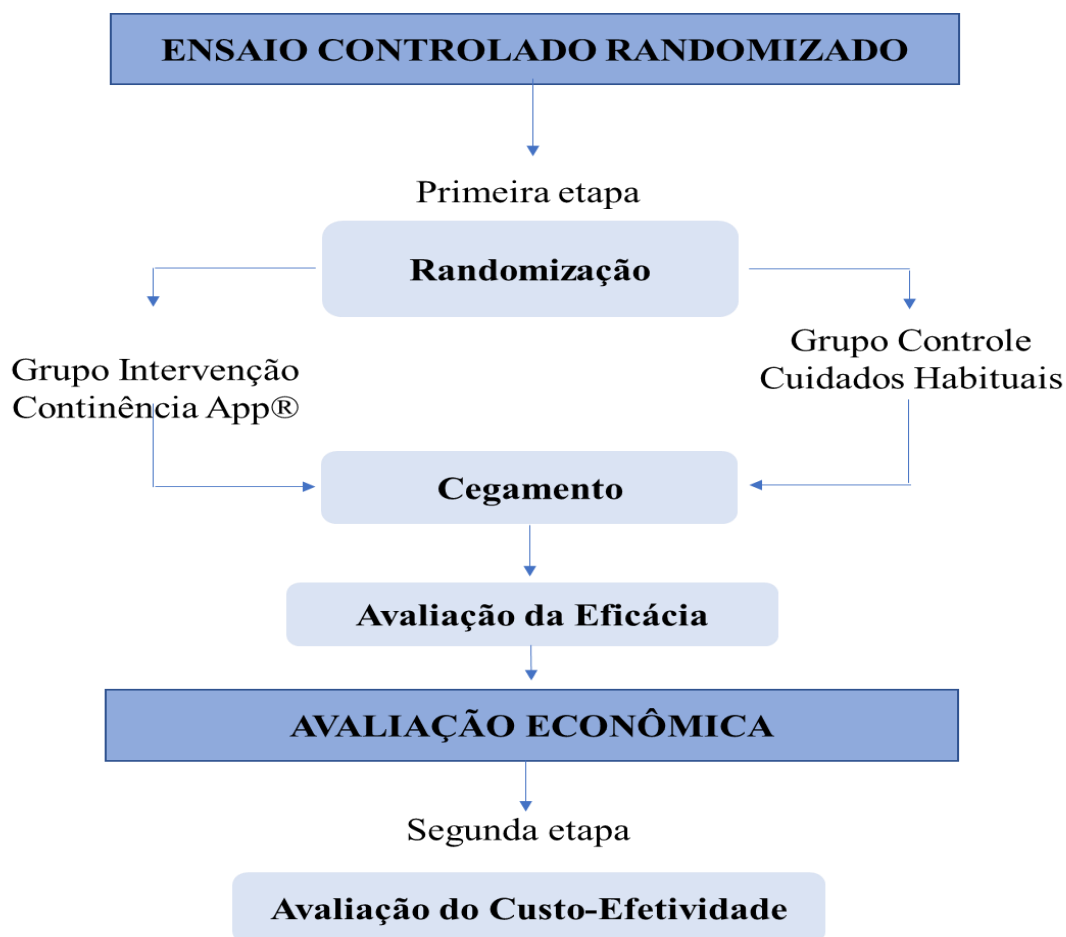 ENSAIO CONTROLADO RANDOMIZADO
Primeira etapa
Randomização
Grupo Intervenção
Continência App®
Grupo Controle
Cuidados Habituais
Cegamento
Avaliação da Eficácia
AVALIAÇÃO ECONÔMICA
Segunda etapa
Avaliação do Custo-Efetividade